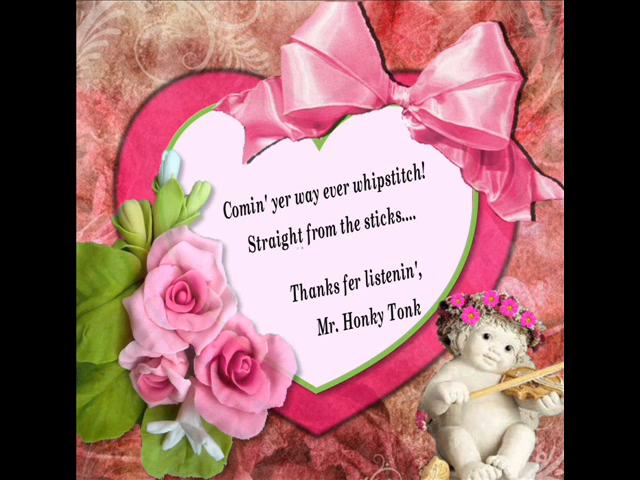 Comin' yer way ever whipstitch!
Straight from the sticks....
Thanks fer listenin',
Mr. Honky Tonk